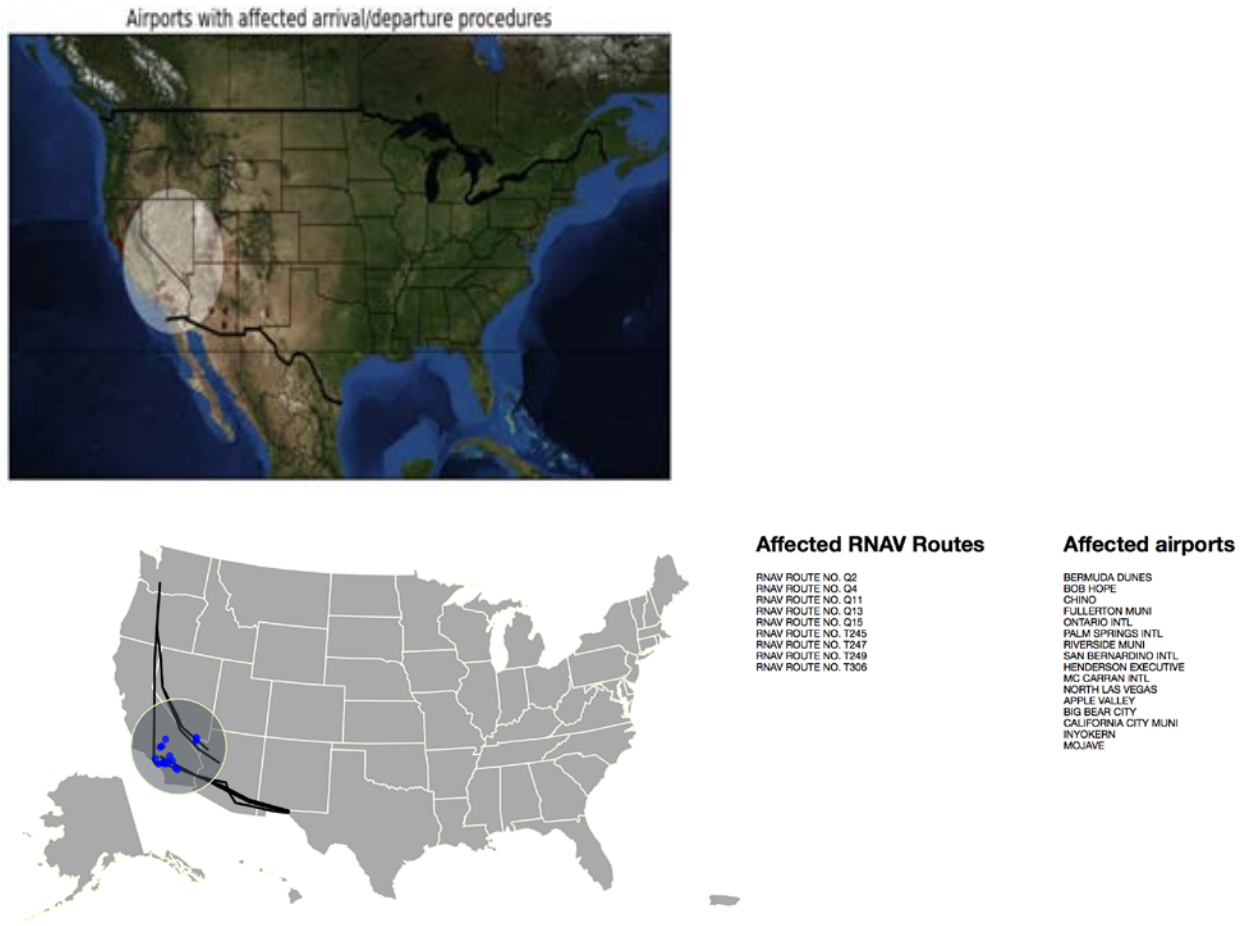 Airports with affected arrival/departure procedures
Affected RNAV Routes
RNAV ROUTE NO. Q2
RNAV ROUTE NO. Q4
RNAV ROUTE NO. Q11
RNAV ROUTE NO. Q13
RNAV ROUTE NO. Q15
RNAV ROUTE NO. T245
RNAV ROUTE NO. T247
RNAV ROUTE NO. T249
RNAV ROUTE NO. T306
Affected airports
BERMUDA DUNES
BOB HOPE
CHINO
FULLERTON MUNI
ONTARIO INTL
PALM SPRINGS INTL
RIVERSIDE MUNI
SAN BERNARDINO INTL
HENDERSON EXECUTIVE
MC CARRAN INTL
NORTH LAS VEGAS
APPLE VALLEY
BIG BEAR CITY
CALIFORNIA CITY MUNI
INYOKERN
MOJAVE